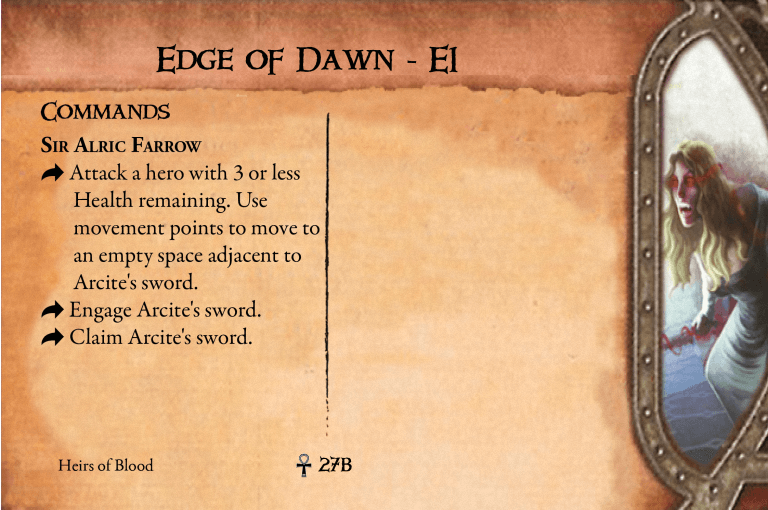 Edge of Dawn - E1
Commands
Sir Alric Farrow
Attack a hero with 3 or less
Health remaining. Use
movement points to move to
an empty space adjacent to
Arcite's sword.
Engage Arcite's sword.
Claim Arcite's sword.
Heirs of Blood
27B